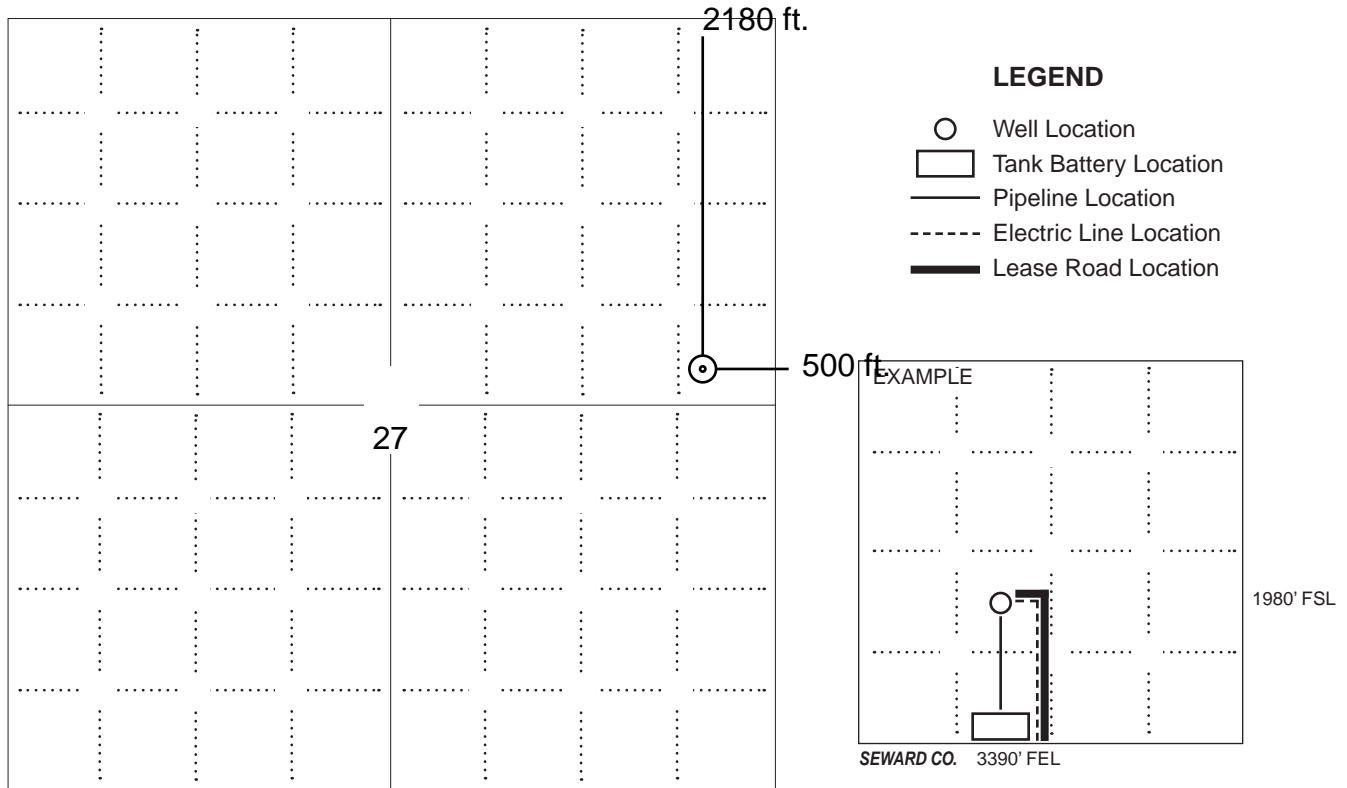 2180 ft.
LEGEND
Well Location
Tank Battery Location
Pipeline Location
Electric Line Location
Lease Road Location
500 ft.
EXAMPLE
27
1980' FSL
SEWARD CO. 3390' FEL